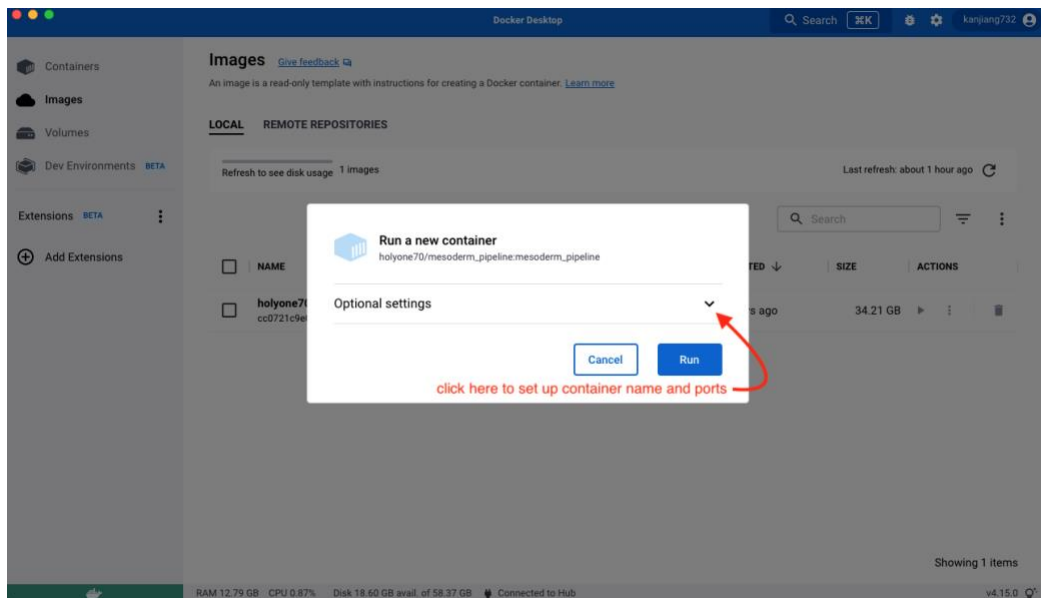 Docker Desktop
Search ⌘K
kanjiang732
Containers
Images
Volumes
Dev Environments BETA
Extensions BETA
Add Extensions
Images Give feedback
An image is a read-only template with instructions for creating a Docker container. Learn more
LOCAL REMOTE REPOSITORIES
Refresh to see disk usage 1 images
Last refresh: about 1 hour ago
Search
Run a new container
holyone70/mesoderm_pipeline:mesoderm_pipeline
Optional settings
Cancel Run
click here to set up container name and ports
NAME SIZE ACTIONS
ago 34.21 GB
Showing 1 items
RAM 12.79 GB CPU 0.87% Disk 18.60 GB avail. of 58.37 GB Connected to Hub v4.15.0